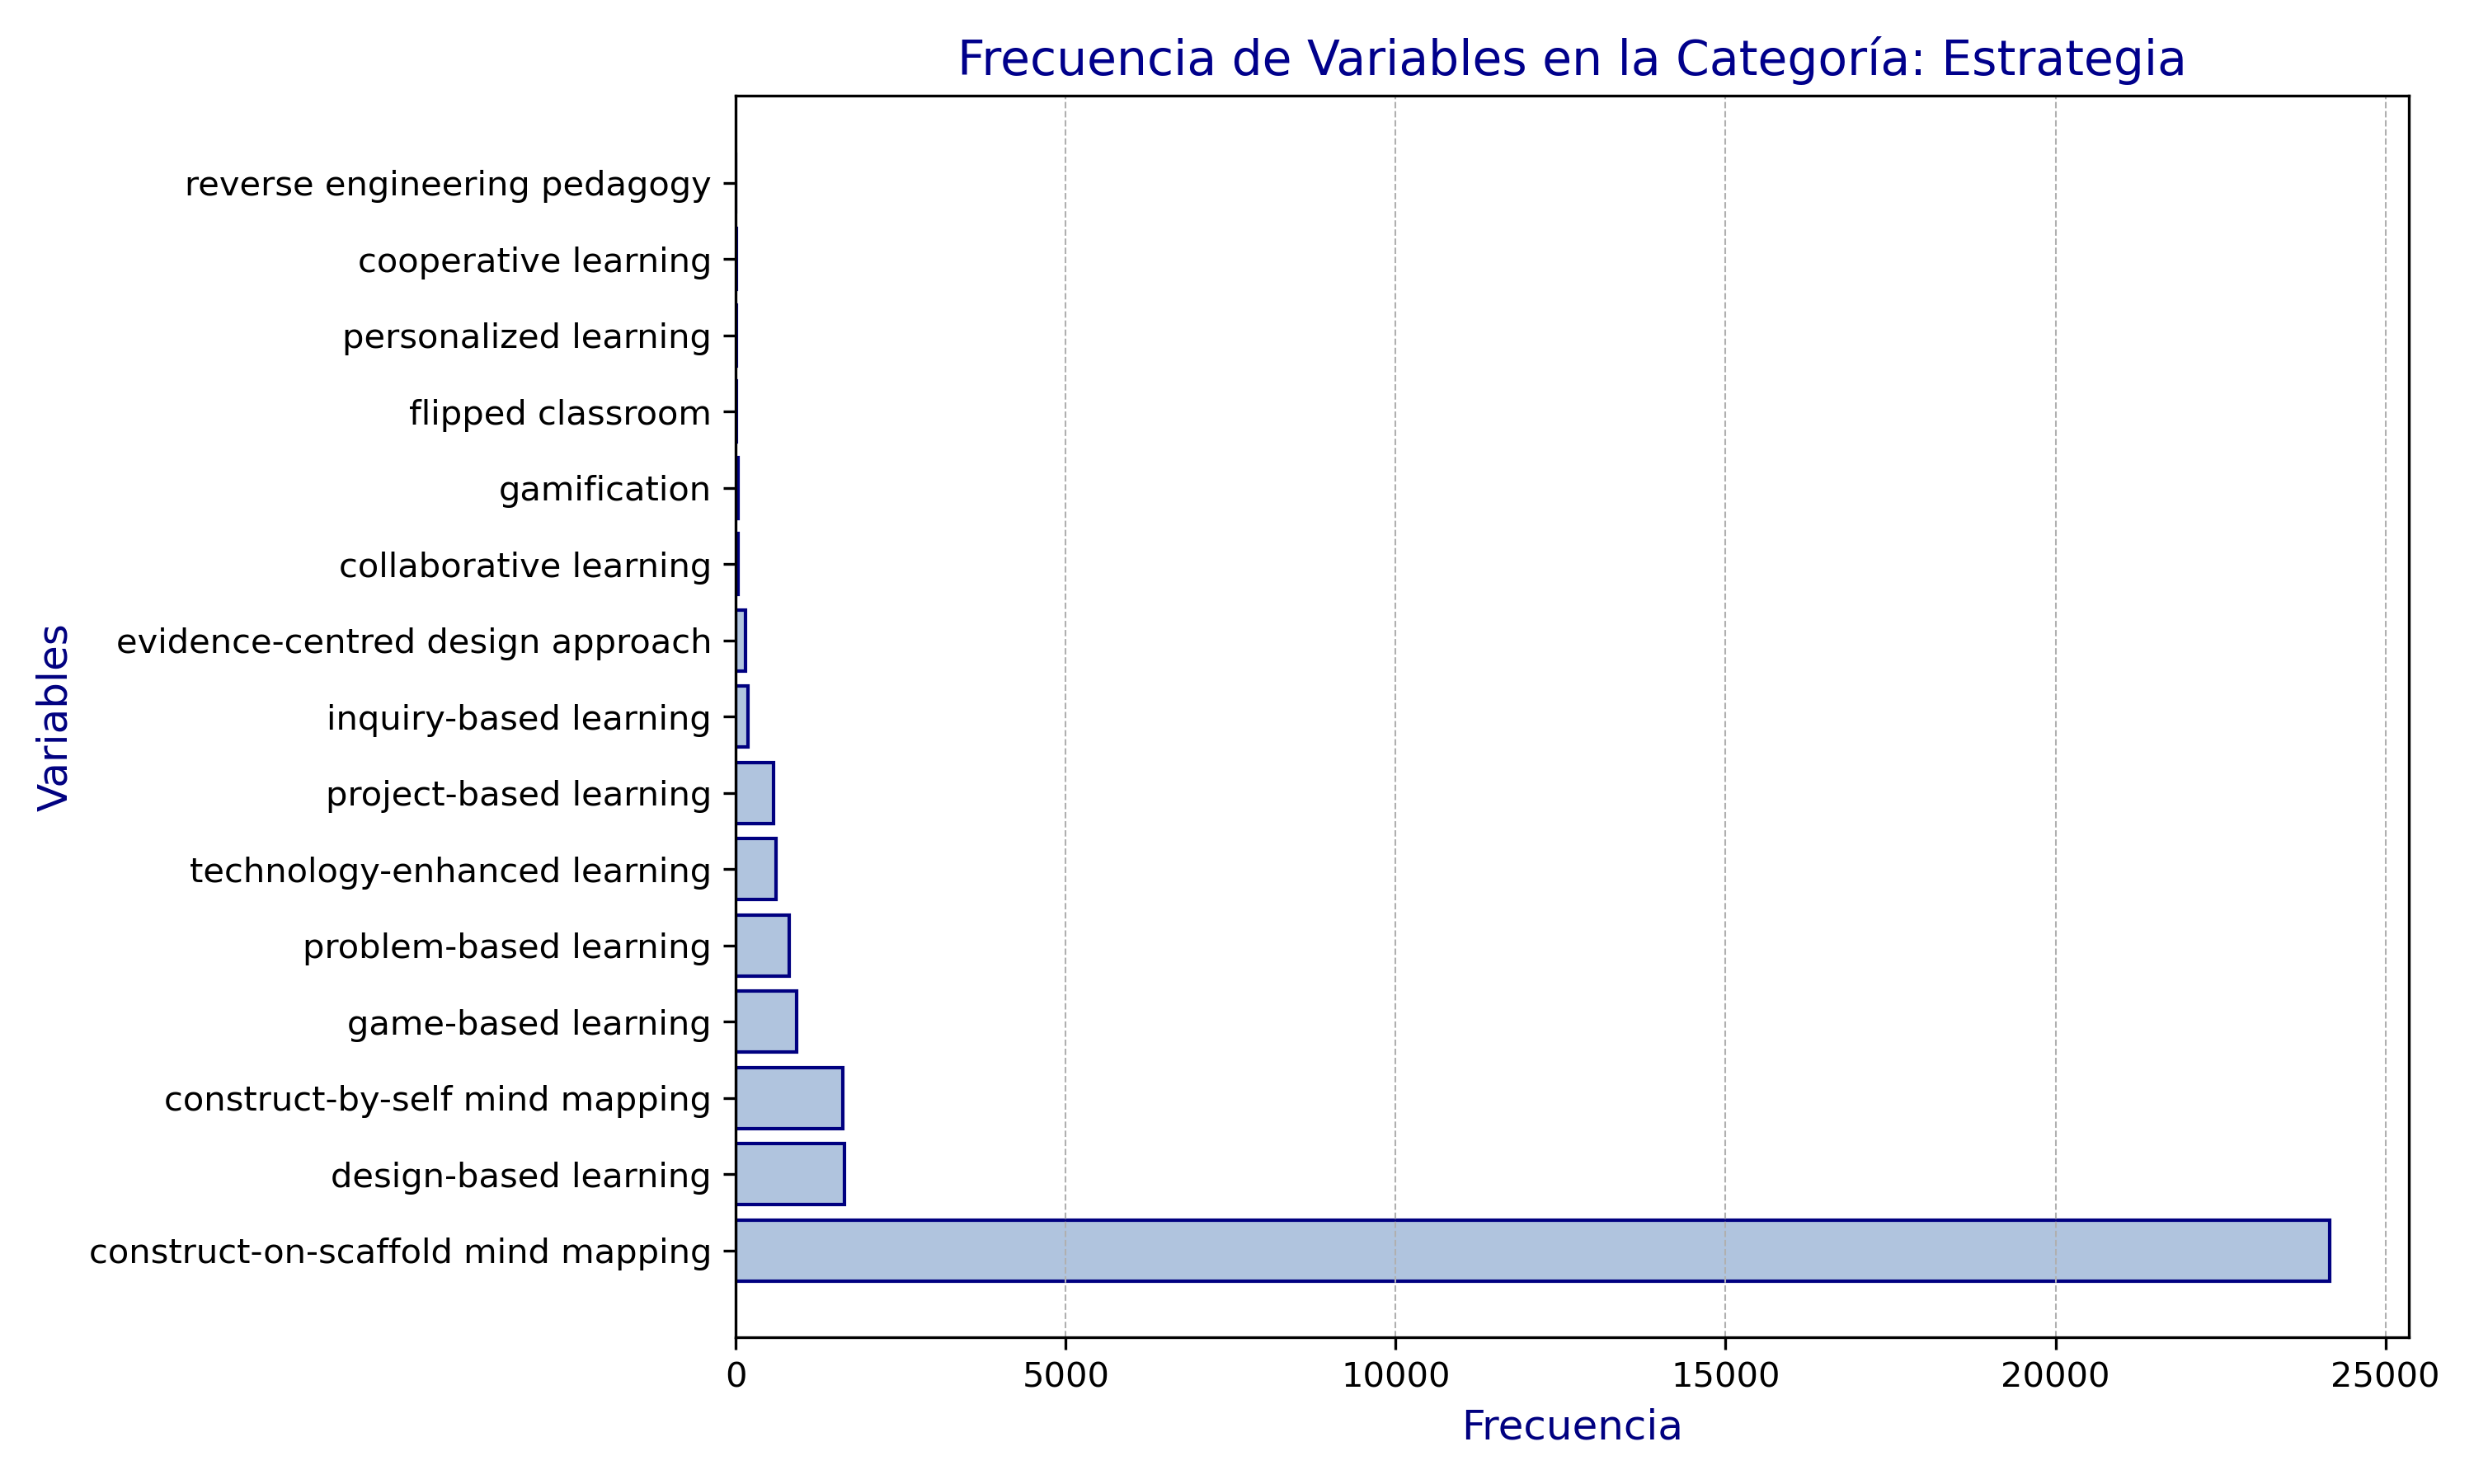 Frecuencia de Variables en la Categoría: Estrategia
reverse engineering pedagogy
cooperative learning
personalized learning
flipped classroom
gamification
collaborative learning
evidence-centred design approach
inquiry-based learning
project-based learning
technology-enhanced learning
problem-based learning
game-based learning
construct-by-self mind mapping
design-based learning
construct-on-scaffold mind mapping
Variables
0 5000 10000 15000 20000 25000
Frecuencia